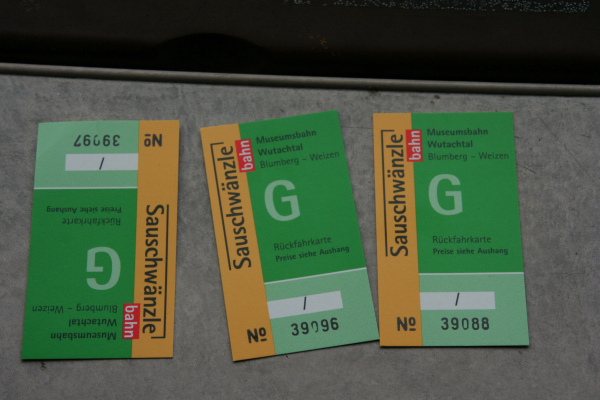 Museumsbahn
Wutachtal
Blumberg – Weizen
Sauschwänzle
bahn
G
Rückfahrkarte
Preise siehe Aushang
/
No 39097
Museumsbahn
Wutachtal
Blumberg – Weizen
Sauschwänzle
bahn
G
Rückfahrkarte
Preise siehe Aushang
/
No 39096
Museumsbahn
Wutachtal
Blumberg – Weizen
Sauschwänzle
bahn
G
Rückfahrkarte
Preise siehe Aushang
/
No 39088